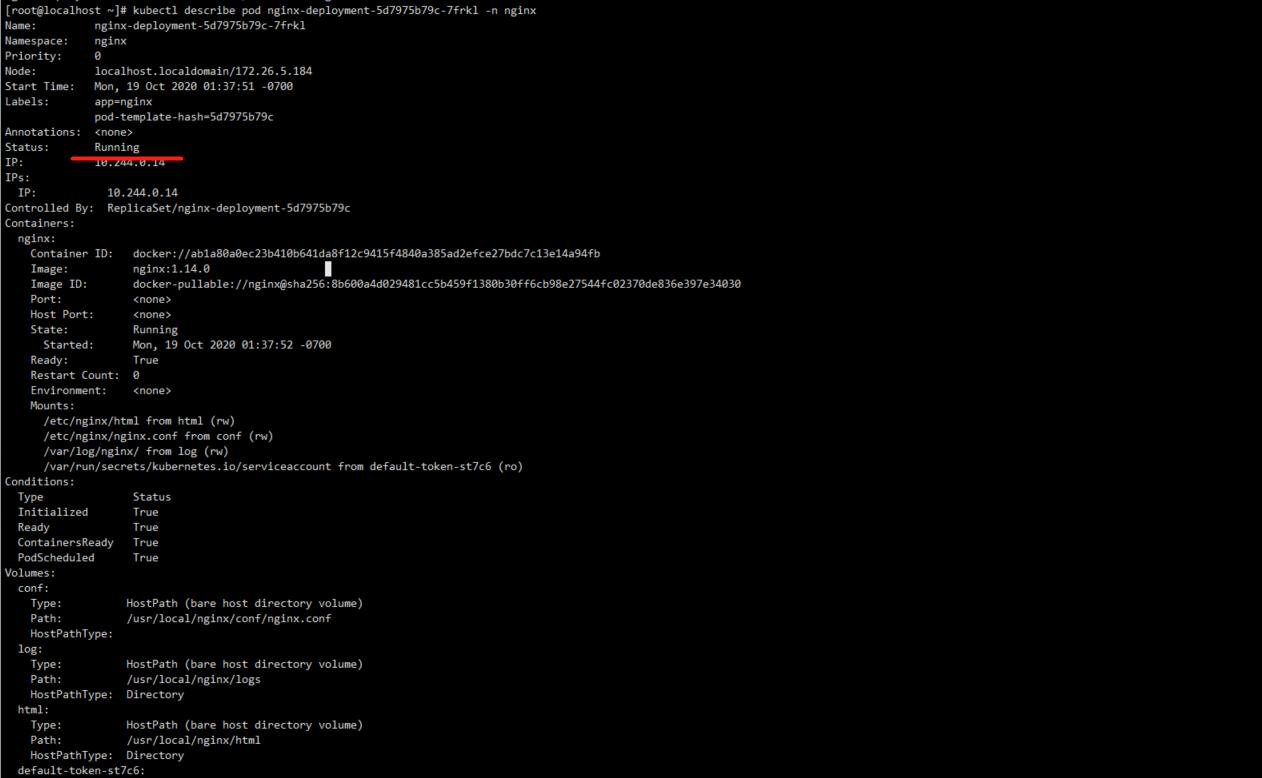 [root@localhost ~]# kubectl describe pod nginx-deployment-5d7975b79c-7frkl -n nginx
Name:         nginx-deployment-5d7975b79c-7frkl
Namespace:    nginx
Priority:     0
Node:         localhost.localdomain/172.26.5.184
Start Time:   Mon, 19 Oct 2020 01:37:51 -0700
Labels:       app=nginx
              pod-template-hash=5d7975b79c
Annotations:  <none>
Status:       Running
IP:           10.244.0.14
IPs:
  IP:           10.244.0.14
Controlled By:  ReplicaSet/nginx-deployment-5d7975b79c
Containers:
  nginx:
    Container ID:   docker://ab1a80a0ec23b410b641da8f12c9415f4840a385ad2efce27bdc7c13e14a94fb
    Image:          nginx:1.14.0
    Image ID:       docker-pullable://nginx@sha256:8b600a4d029481cc5b459f1380b30ff6cb98e27544fc02370de836e397e34030
    Port:           <none>
    Host Port:      <none>
    State:          Running
      Started:      Mon, 19 Oct 2020 01:37:52 -0700
    Ready:          True
    Restart Count:  0
    Environment:    <none>
    Mounts:
      /etc/nginx/html from html (rw)
      /etc/nginx/nginx.conf from conf (rw)
      /var/log/nginx/ from log (rw)
      /var/run/secrets/kubernetes.io/serviceaccount from default-token-st7c6 (ro)
Conditions:
  Type              Status
  Initialized       True
  Ready             True
  ContainersReady   True
  PodScheduled      True
Volumes:
  conf:
    Type:          HostPath (bare host directory volume)
    Path:          /usr/local/nginx/conf/nginx.conf
    HostPathType:
  log:
    Type:          HostPath (bare host directory volume)
    Path:          /usr/local/nginx/logs
    HostPathType:  Directory
  html:
    Type:          HostPath (bare host directory volume)
    Path:          /usr/local/nginx/html
    HostPathType:  Directory
  default-token-st7c6: